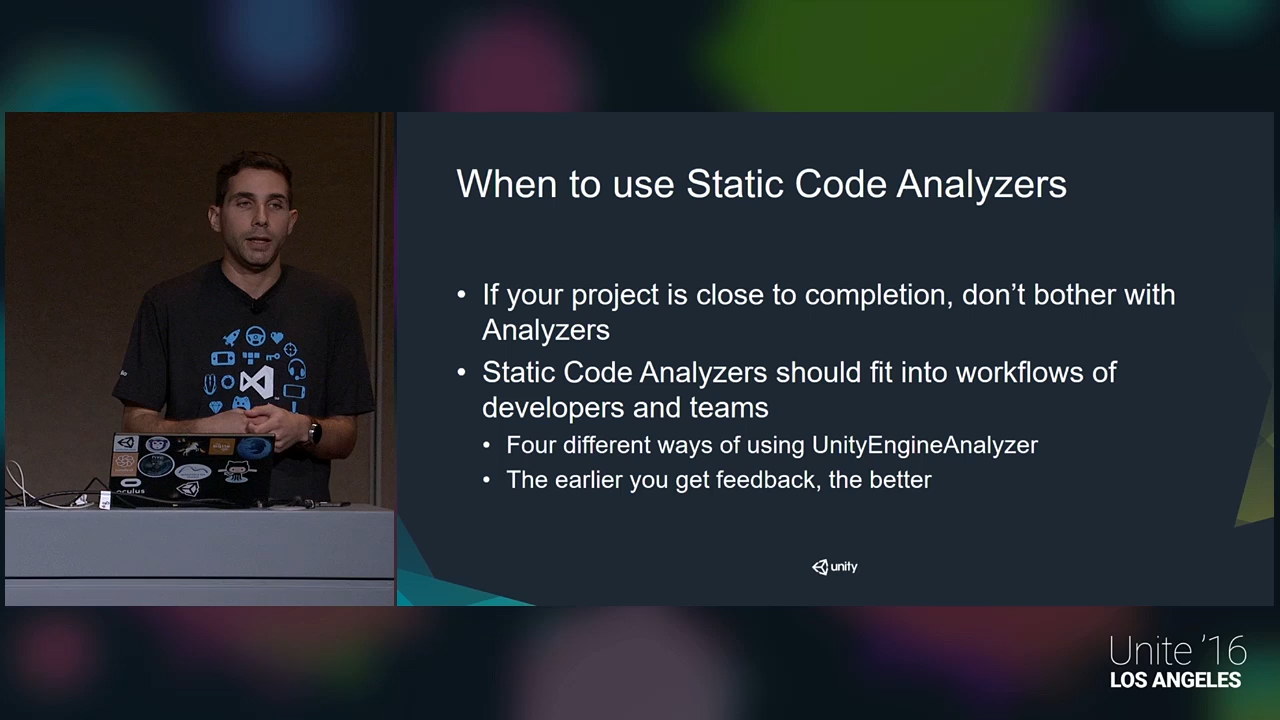 When to use Static Code Analyzers
• If your project is close to completion, don't bother with
Analyzers
• Static Code Analyzers should fit into workflows of
developers and teams
• Four different ways of using UnityEngineAnalyzer
• The earlier you get feedback, the better
unity
oculus
Unite '16
LOS ANGELES